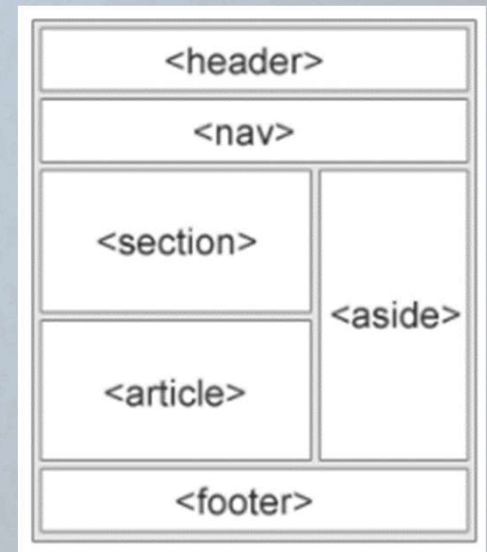 <header>
<nav>
<section>
<aside>
<article>
<footer>